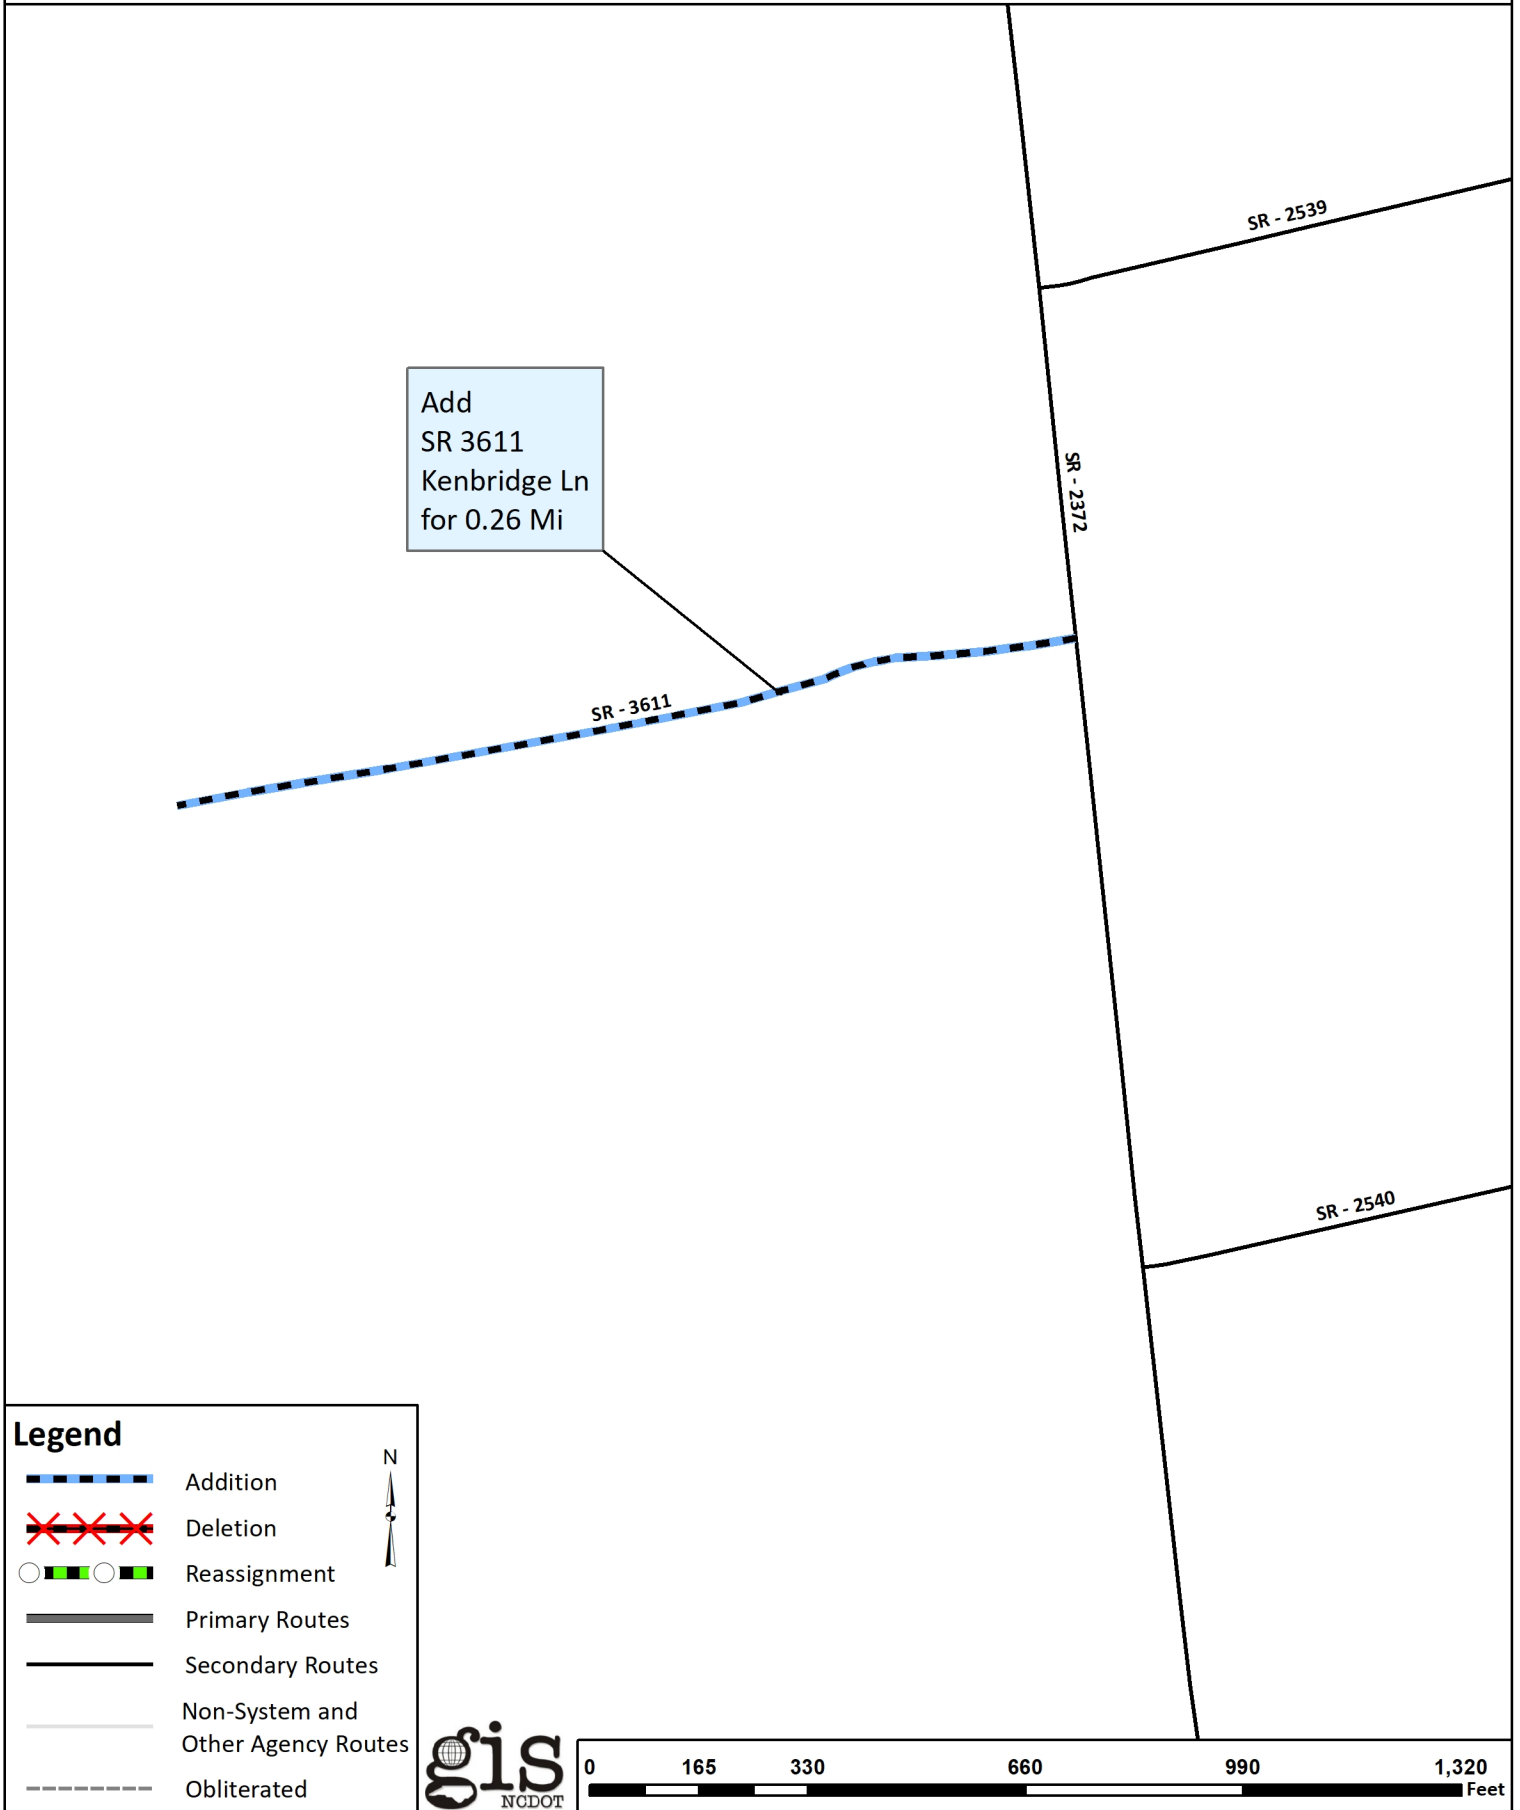 SR - 2539
Add
SR 3611
Kenbridge Ln
for 0.26 Mi
SR - 2372
SR - 3611
SR - 2540
Legend
N
Addition
Deletion
Reassignment
Primary Routes
Secondary Routes
Non-System and
Other Agency Routes
Obliterated
gis
NCDOT
0 165 330 660 990 1,320
Feet